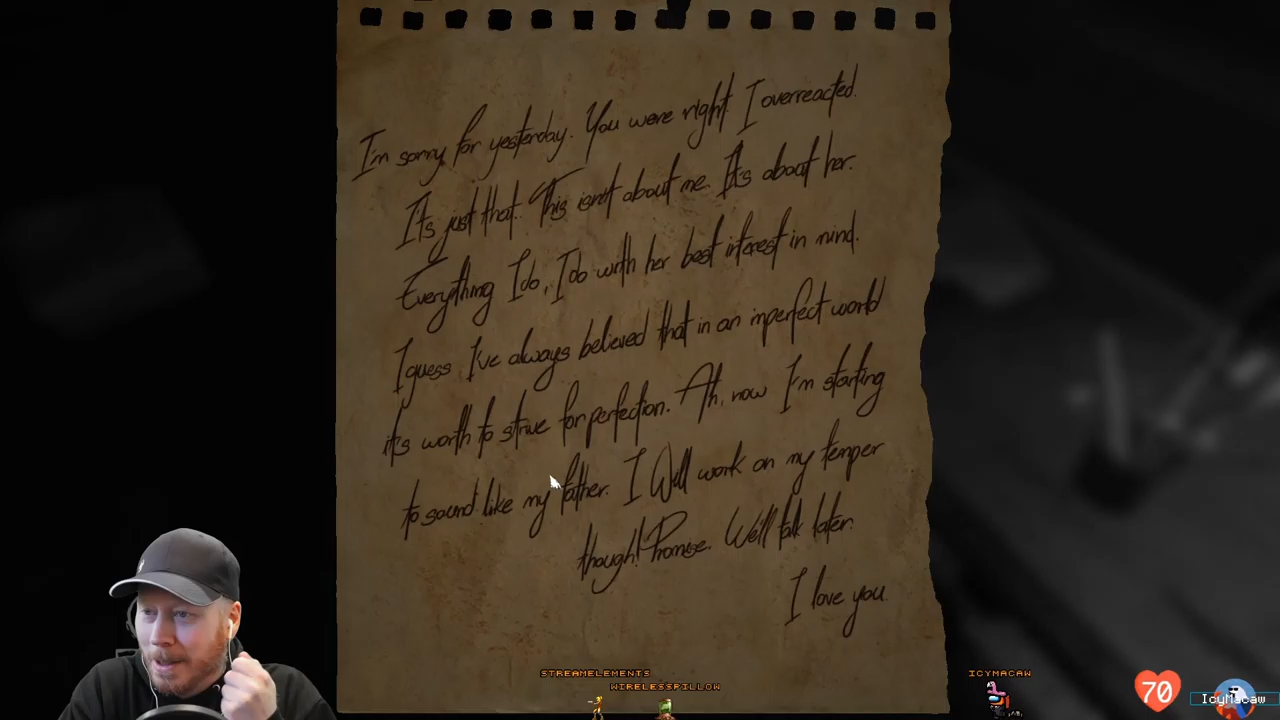 I'm sorry for yesterday. You were right. I overreacted.
It's just that. This isn't about me. It's about her.
Everything I do, I do with her best interest in mind.
I guess I've always believed that in an imperfect world
it's worth to strive for perfection. Ah, now I'm starting
to sound like my father. I Will work on my temper
though! Promise. We'll talk later.
I love you
STREAMELEMENTS
WIRELESSPILLOW
ICYMACAW
70
IcyMacaw